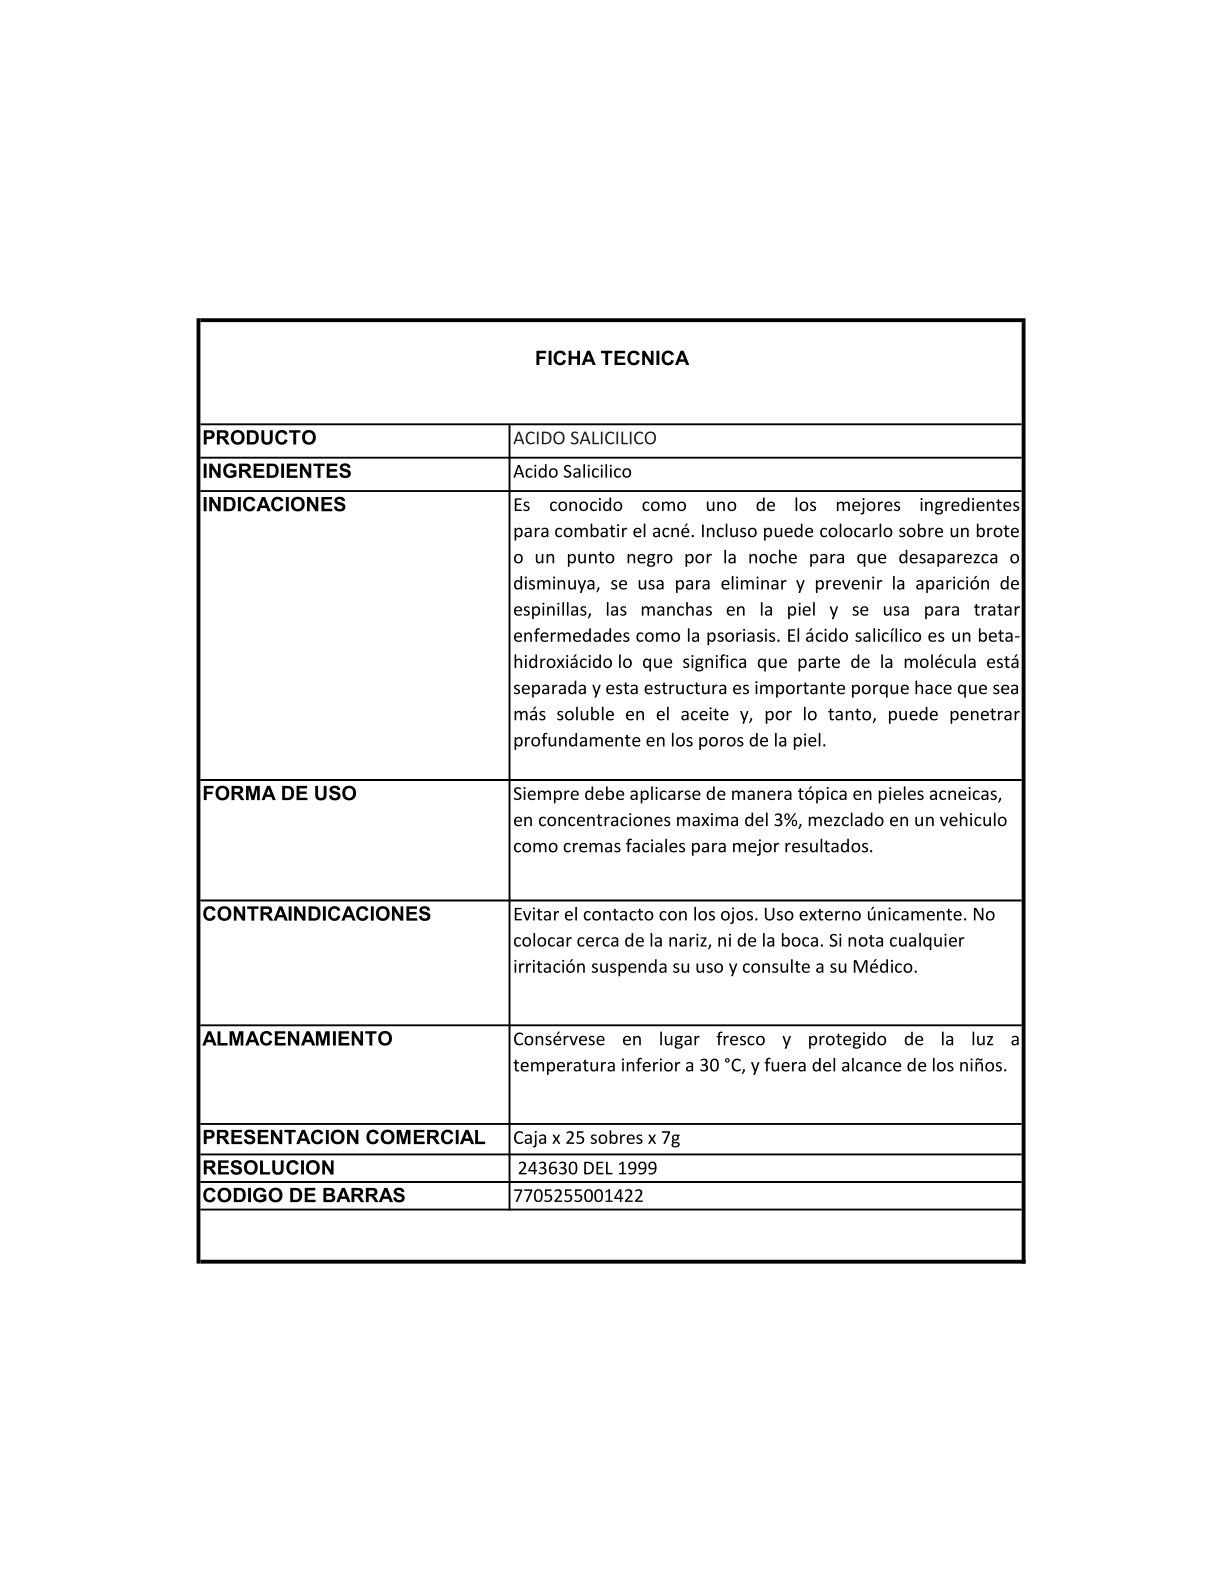 FICHA TECNICA
PRODUCTO
ACIDO SALICILICO
INGREDIENTES
Acido Salicilico
INDICACIONES
Es conocido como uno de los mejores ingredientes
para combatir el acné. Incluso puede colocarlo sobre un brote
o un punto negro por la noche para que desaparezca o
disminuya, se usa para eliminar y prevenir la aparición de
espinillas, las manchas en la piel y se usa para tratar
enfermedades como la psoriasis. El ácido salicílico es un beta-
hidroxiácido lo que significa que parte de la molécula está
separada y esta estructura es importante porque hace que sea
más soluble en el aceite y, por lo tanto, puede penetrar
profundamente en los poros de la piel.
FORMA DE USO
Siempre debe aplicarse de manera tópica en pieles acneicas,
en concentraciones maxima del 3%, mezclado en un vehiculo
como cremas faciales para mejor resultados.
CONTRAINDICACIONES
Evitar el contacto con los ojos. Uso externo únicamente. No
colocar cerca de la nariz, ni de la boca. Si nota cualquier
irritación suspenda su uso y consulte a su Médico.
ALMACENAMIENTO
Consérvese en lugar fresco y protegido de la luz a
temperatura inferior a 30 °C, y fuera del alcance de los niños.
PRESENTACION COMERCIAL
Caja x 25 sobres x 7g
RESOLUCION
243630 DEL 1999
CODIGO DE BARRAS
7705255001422